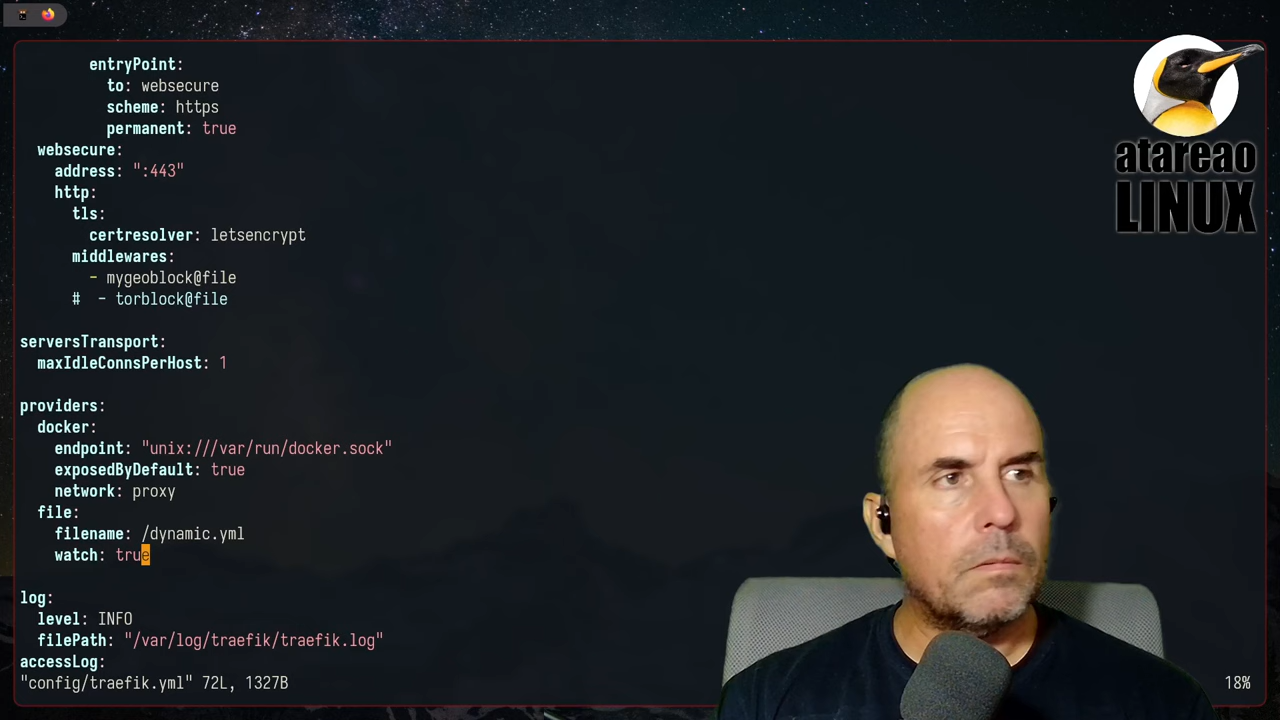 entryPoint:
to: websecure
scheme: https
permanent: true
websecure:
address: ":443"
http:
tls:
certresolver: letsencrypt
middlewares:
- mygeoblock@file
#  - torblock@file
serversTransport:
maxIdleConnsPerHost: 1
providers:
docker:
endpoint: "unix:///var/run/docker.sock"
exposedByDefault: true
network: proxy
file:
filename: /dynamic.yml
watch: true
log:
level: INFO
filePath: "/var/log/traefik/traefik.log"
accessLog:
"config/traefik.yml" 72L, 1327B
18%
atareao
LINUX